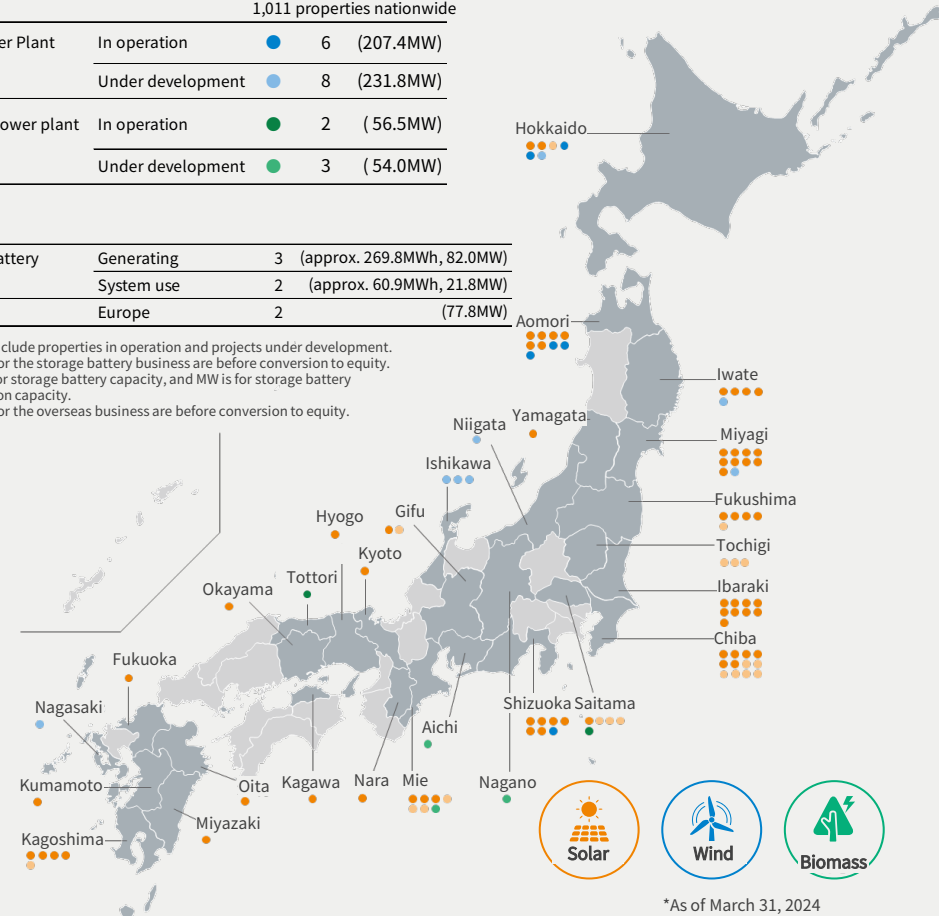 1,011 properties nationwide
er Plant In operation 6 (207.4MW)
Under development 8 (231.8MW)
ower plant In operation 2 ( 56.5MW)
Under development 3 ( 54.0MW)
attery Generating 3 (approx. 269.8MWh, 82.0MW)
System use 2 (approx. 60.9MWh, 21.8MW)
Europe 2 (77.8MW)
clude properties in operation and projects under development.
or the storage battery business are before conversion to equity.
or storage battery capacity, and MW is for storage battery
on capacity.
or the overseas business are before conversion to equity.
Hokkaido
Aomori
Iwate
Yamagata
Niigata
Miyagi
Ishikawa
Fukushima
Gifu
Hyogo
Tochigi
Kyoto
Tottori
Okayama
Ibaraki
Chiba
Fukuoka
Nagasaki
Shizuoka Saitama
Aichi
Kumamoto
Oita
Kagawa
Nara
Mie
Nagano
Miyazaki
Kagoshima
Solar
Wind
Biomass
*As of March 31, 2024